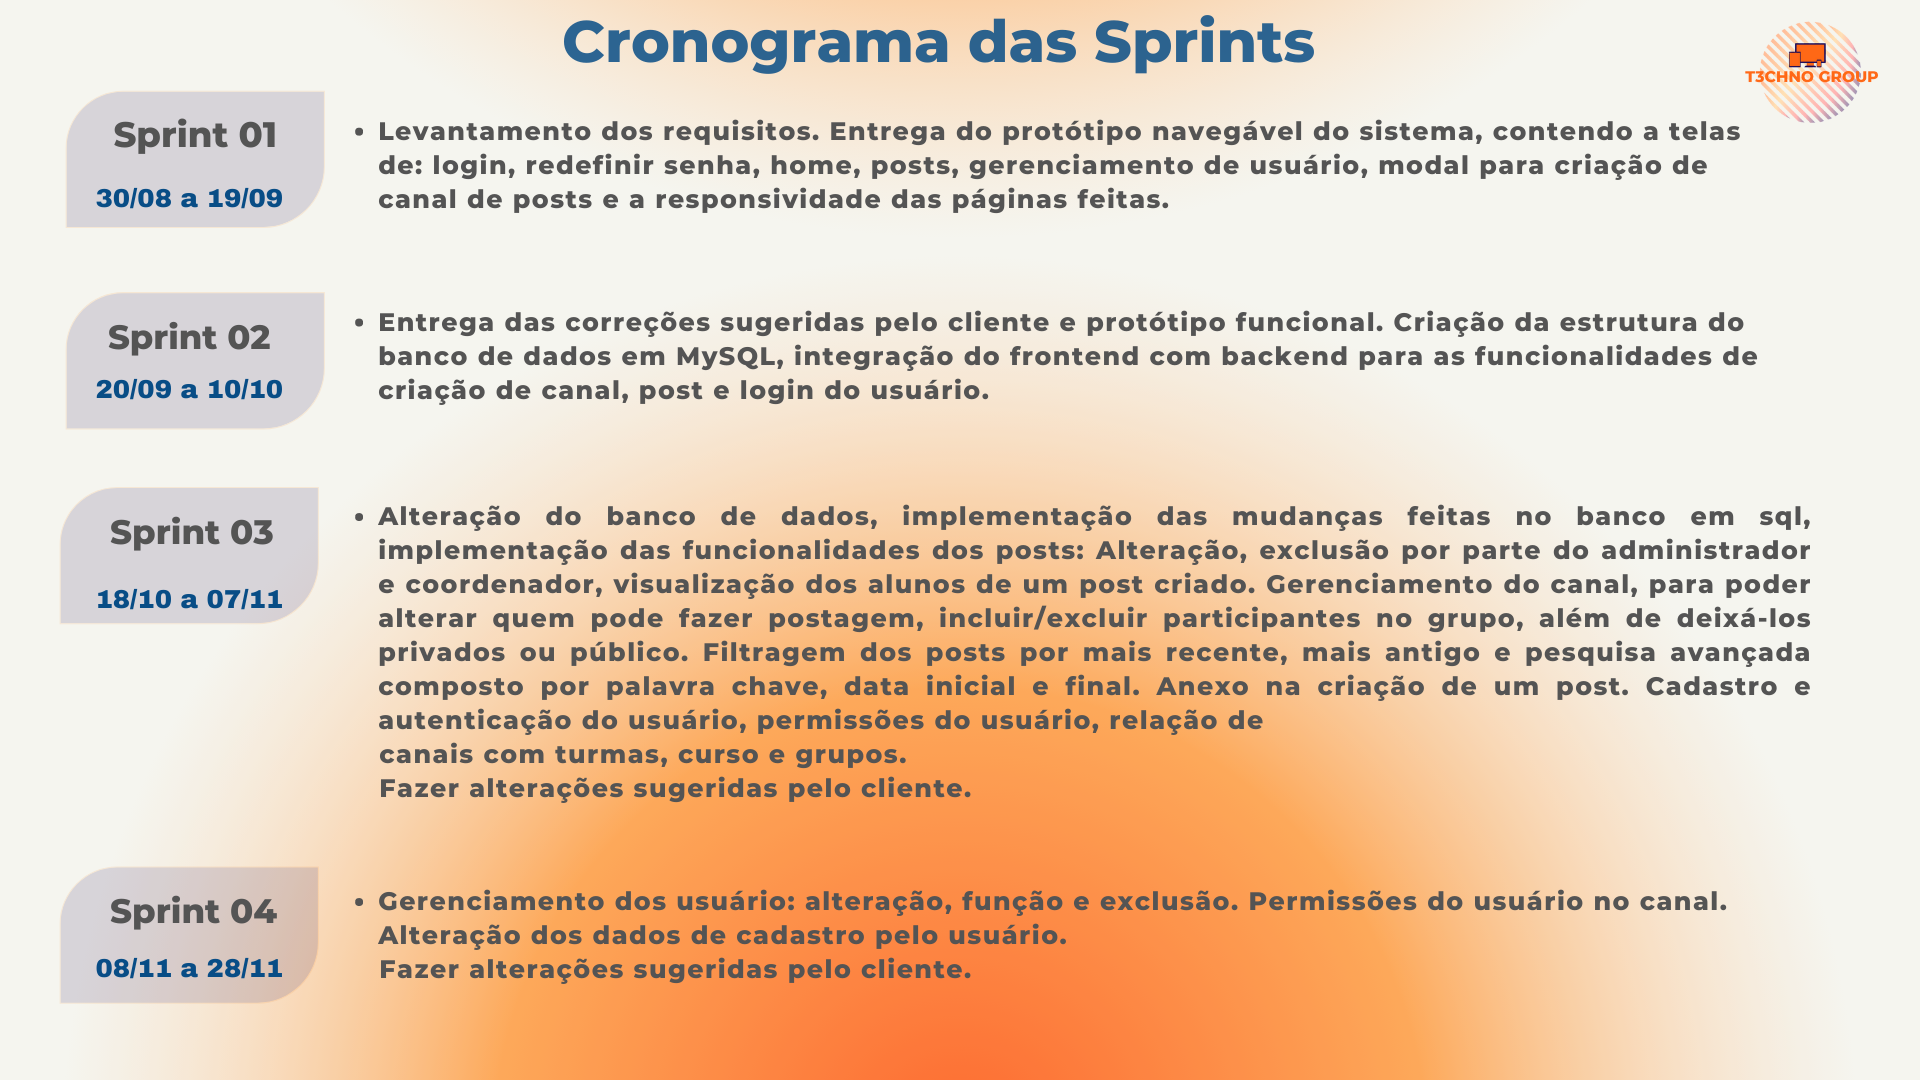 Cronograma das Sprints
T3CHNO GROUP
Sprint 01
30/08 a 19/09
• Levantamento dos requisitos. Entrega do protótipo navegável do sistema, contendo a telas
de: login, redefinir senha, home, posts, gerenciamento de usuário, modal para criação de
canal de posts e a responsividade das páginas feitas.
Sprint 02
20/09 a 10/10
• Entrega das correções sugeridas pelo cliente e protótipo funcional. Criação da estrutura do
banco de dados em MySQL, integração do frontend com backend para as funcionalidades de
criação de canal, post e login do usuário.
Sprint 03
18/10 a 07/11
• Alteração do banco de dados, implementação das mudanças feitas no banco em sql,
implementação das funcionalidades dos posts: Alteração, exclusão por parte do administrador
e coordenador, visualização dos alunos de um post criado. Gerenciamento do canal, para poder
alterar quem pode fazer postagem, incluir/excluir participantes no grupo, além de deixá-los
privados ou público. Filtragem dos posts por mais recente, mais antigo e pesquisa avançada
composto por palavra chave, data inicial e final. Anexo na criação de um post. Cadastro e
autenticação do usuário, permissões do usuário, relação de
canais com turmas, curso e grupos.
Fazer alterações sugeridas pelo cliente.
Sprint 04
08/11 a 28/11
• Gerenciamento dos usuário: alteração, função e exclusão. Permissões do usuário no canal.
Alteração dos dados de cadastro pelo usuário.
Fazer alterações sugeridas pelo cliente.